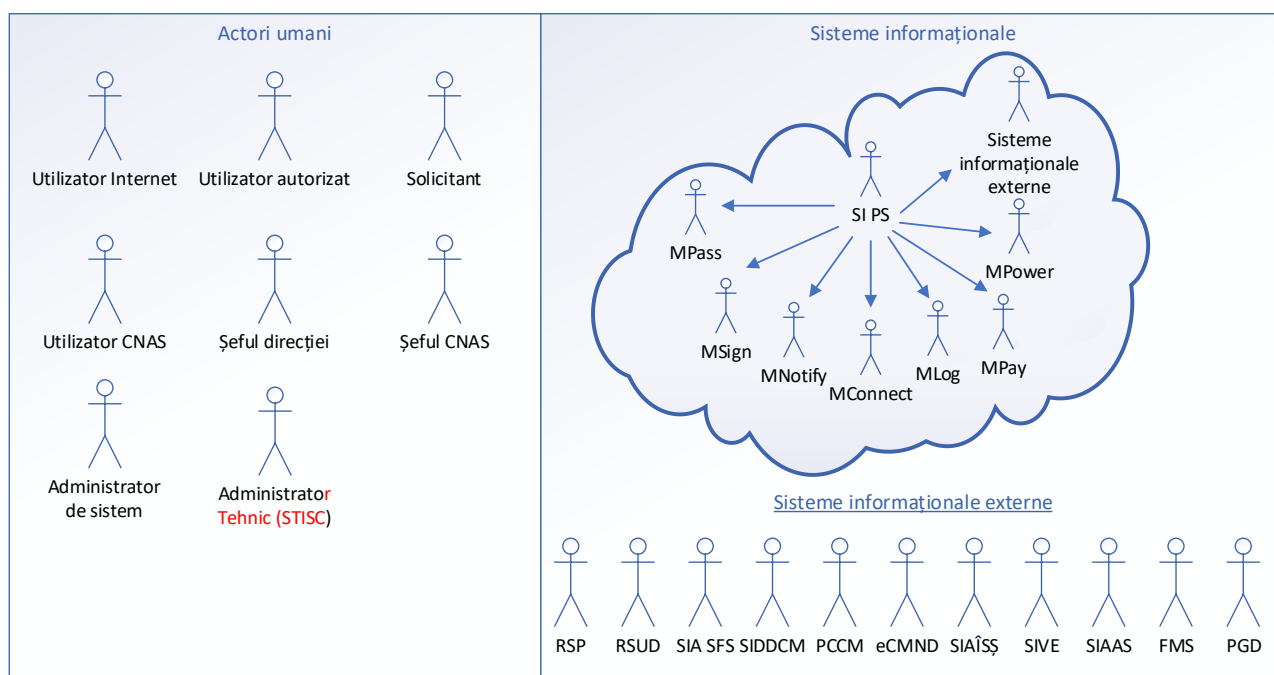 Actori umani
Utilizator Internet
Utilizator autorizat
Solicitant
Utilizator CNAS
Șeful direcției
Șeful CNAS
Administrator
de sistem
Administrator
Tehnic (STISC)
Sisteme informaționale
Sisteme
informaționale
externe
SI PS
MPass
MPower
MSign
MNotify
MConnect
MLog
MPay
Sisteme informaționale externe
RSP
RSUD
SIA SFS
SIDDCM
PCCM
eCMND
SIAÎSȘ
SIVE
SIAAS
FMS
PGD